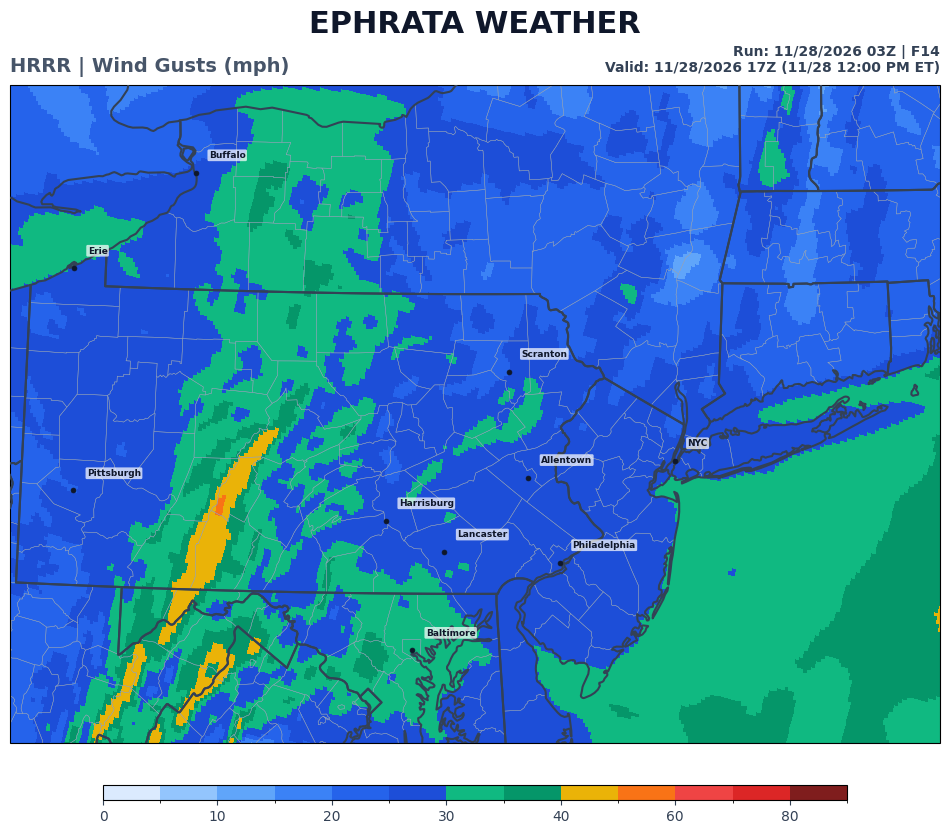 EPHRATA WEATHER
HRRR | Wind Gusts (mph)
Run: 11/28/2026 03Z | F14
Valid: 11/28/2026 17Z (11/28 12:00 PM ET)
Buffalo
Erie
Scranton
NYC
Allentown
Pittsburgh
Harrisburg
Lancaster
Philadelphia
Baltimore
0 10 20 30 40 50 60 70 80